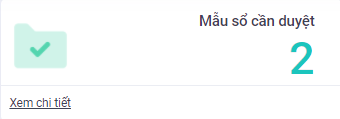 Mẫu sổ cần duyệt
2
Xem chi tiết